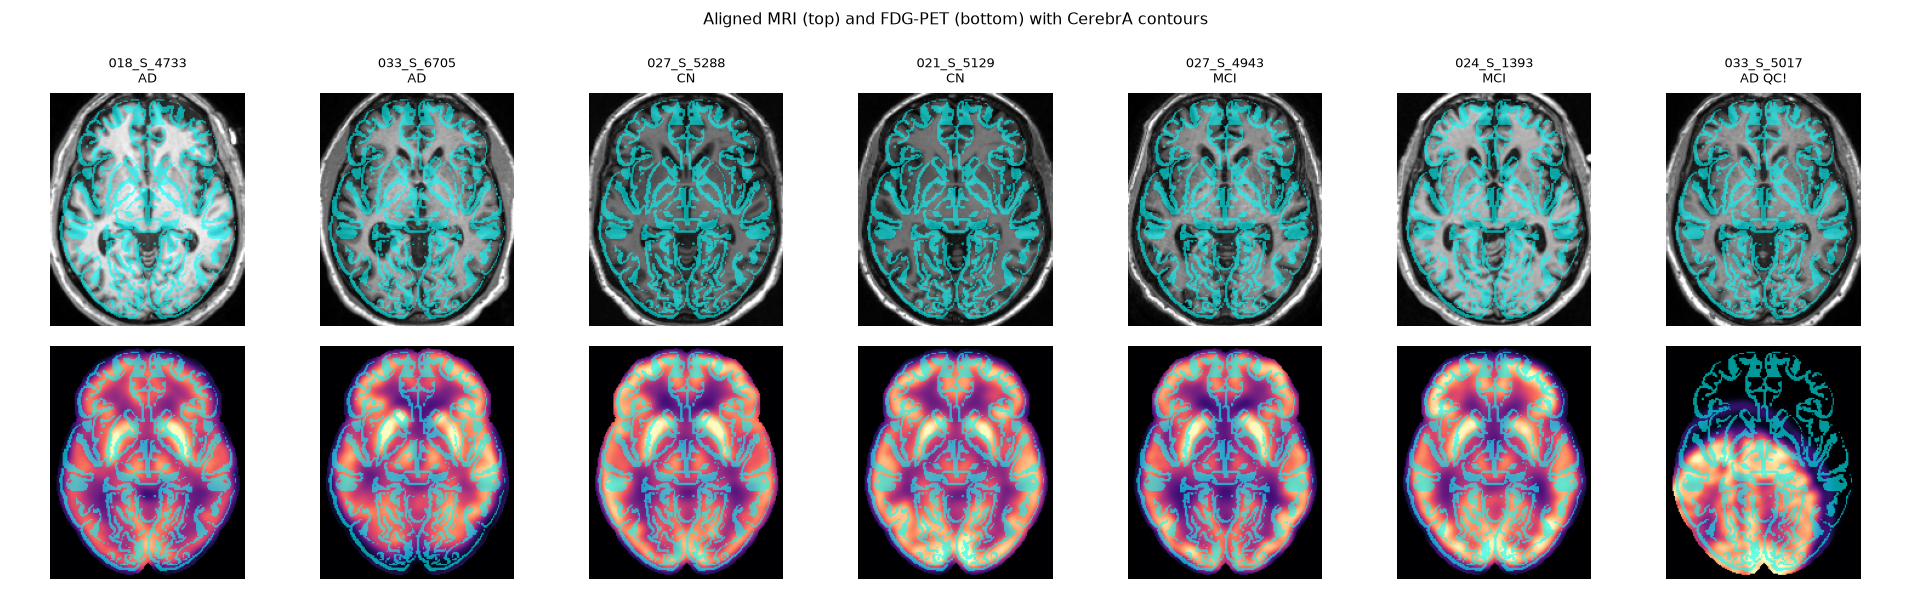 Aligned MRI (top) and FDG-PET (bottom) with CerebrA contours
018_S_4733
AD
033_S_6705
AD
027_S_5288
CN
021_S_5129
CN
027_S_4943
MCI
024_S_1393
MCI
033_S_5017
AD QC!